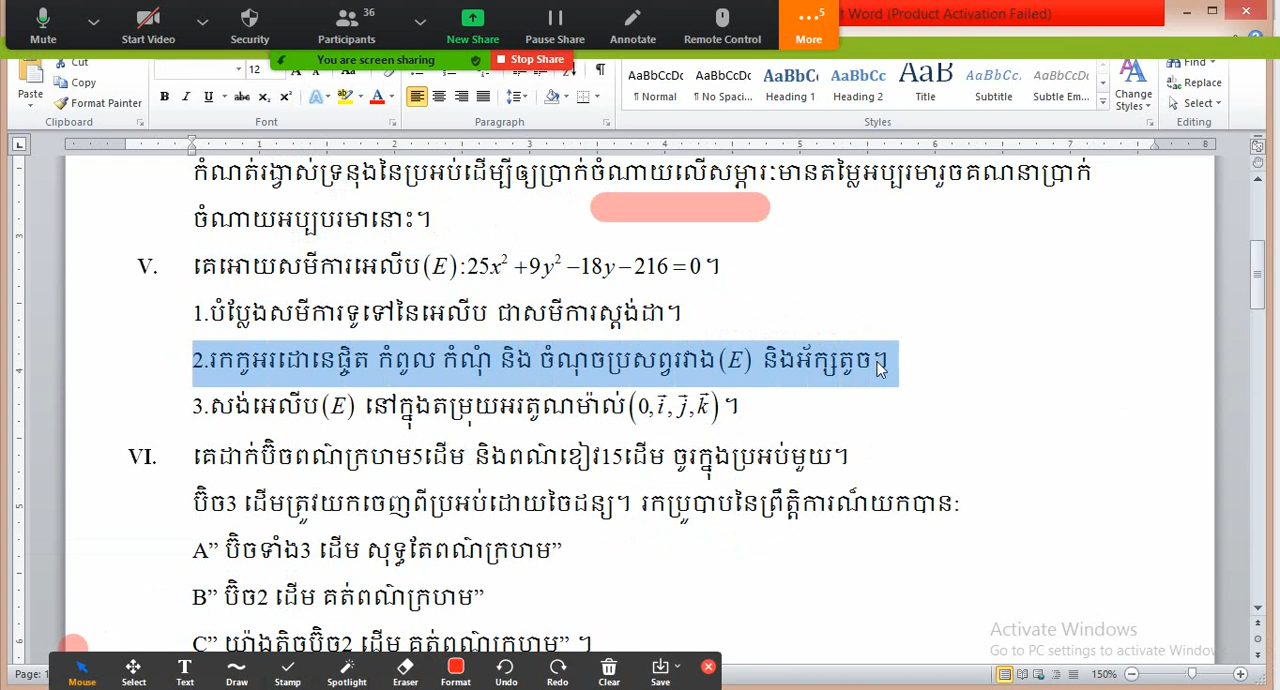 36
5
Mute Start Video Security Participants New Share Pause Share Annotate Remote Control More
Word (Product Activation Failed)
You are screen sharing Stop Share
Cut
Copy
Paste
Format Painter
12
AaBbCcDc AaBbCcDc AaBbC AaBbCc AaB AaBbCc. AaBbCcDc
¶ Normal ¶ No Spaci... Heading 1 Heading 2 Title Subtitle Subtle Em...
Change Styles
Find
Replace
Select
Clipboard Font Paragraph Styles Editing
1 2 3 4 5 6 7 8
កំណត់រង្វាស់ទ្រនុងនៃប្រអប់ដើម្បីឲ្យប្រាក់ចំណាយលើសម្ភារៈមានតម្លៃអប្បរមារួចគណនាប្រាក់
ចំណាយអប្បបរមានោះ។
V. គេអោយសមីការអេលីប(E):25x² +9y² −18y−216=0។
1.បំប្លែងសមីការទូទៅនៃអេលីប ជាសមីការស្តង់ដា។
2.រកកូអរដោនេផ្ចិត កំពូល កំណុំ និង ចំណុចប្រសព្វរវាង(E) និងអ័ក្សតូច។
3.សង់អេលីប(E) នៅក្នុងតម្រុយអរតូណម៉ាល់(0,i⃗,j⃗,k⃗)។
VI. គេដាក់ប៊ិចពណ៌ក្រហម5ដើម និងពណ៌ខៀវ15ដើម ចូរក្នុងប្រអប់មួយ។
ប៊ិច3 ដើមត្រូវយកចេញពីប្រអប់ដោយចៃដន្យ។ រកប្រូបាបនៃព្រឹត្តិការណ៍យកបាន:
A” ប៊ិចទាំង3 ដើម សុទ្ធតែពណ៌ក្រហម”
B” ប៊ិច2 ដើម គត់ពណ៌ក្រហម”
C” យ៉ាងតិចប៊ិច2 ដើម គត់ពណ៌ក្រហម” ។
Activate Windows
Go to PC settings to activate Windows.
Page: 1
150%
Mouse Select Text Draw Stamp Spotlight Eraser Format Undo Redo Clear Save